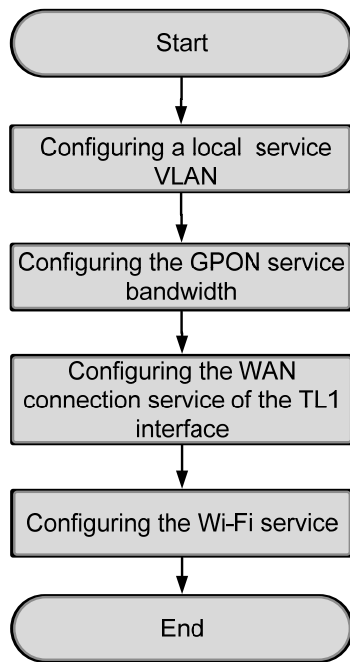 Start
Configuring a local service
VLAN
Configuring the GPON service
bandwidth
Configuring the WAN
connection service of the TL1
interface
Configuring the Wi-Fi service
End